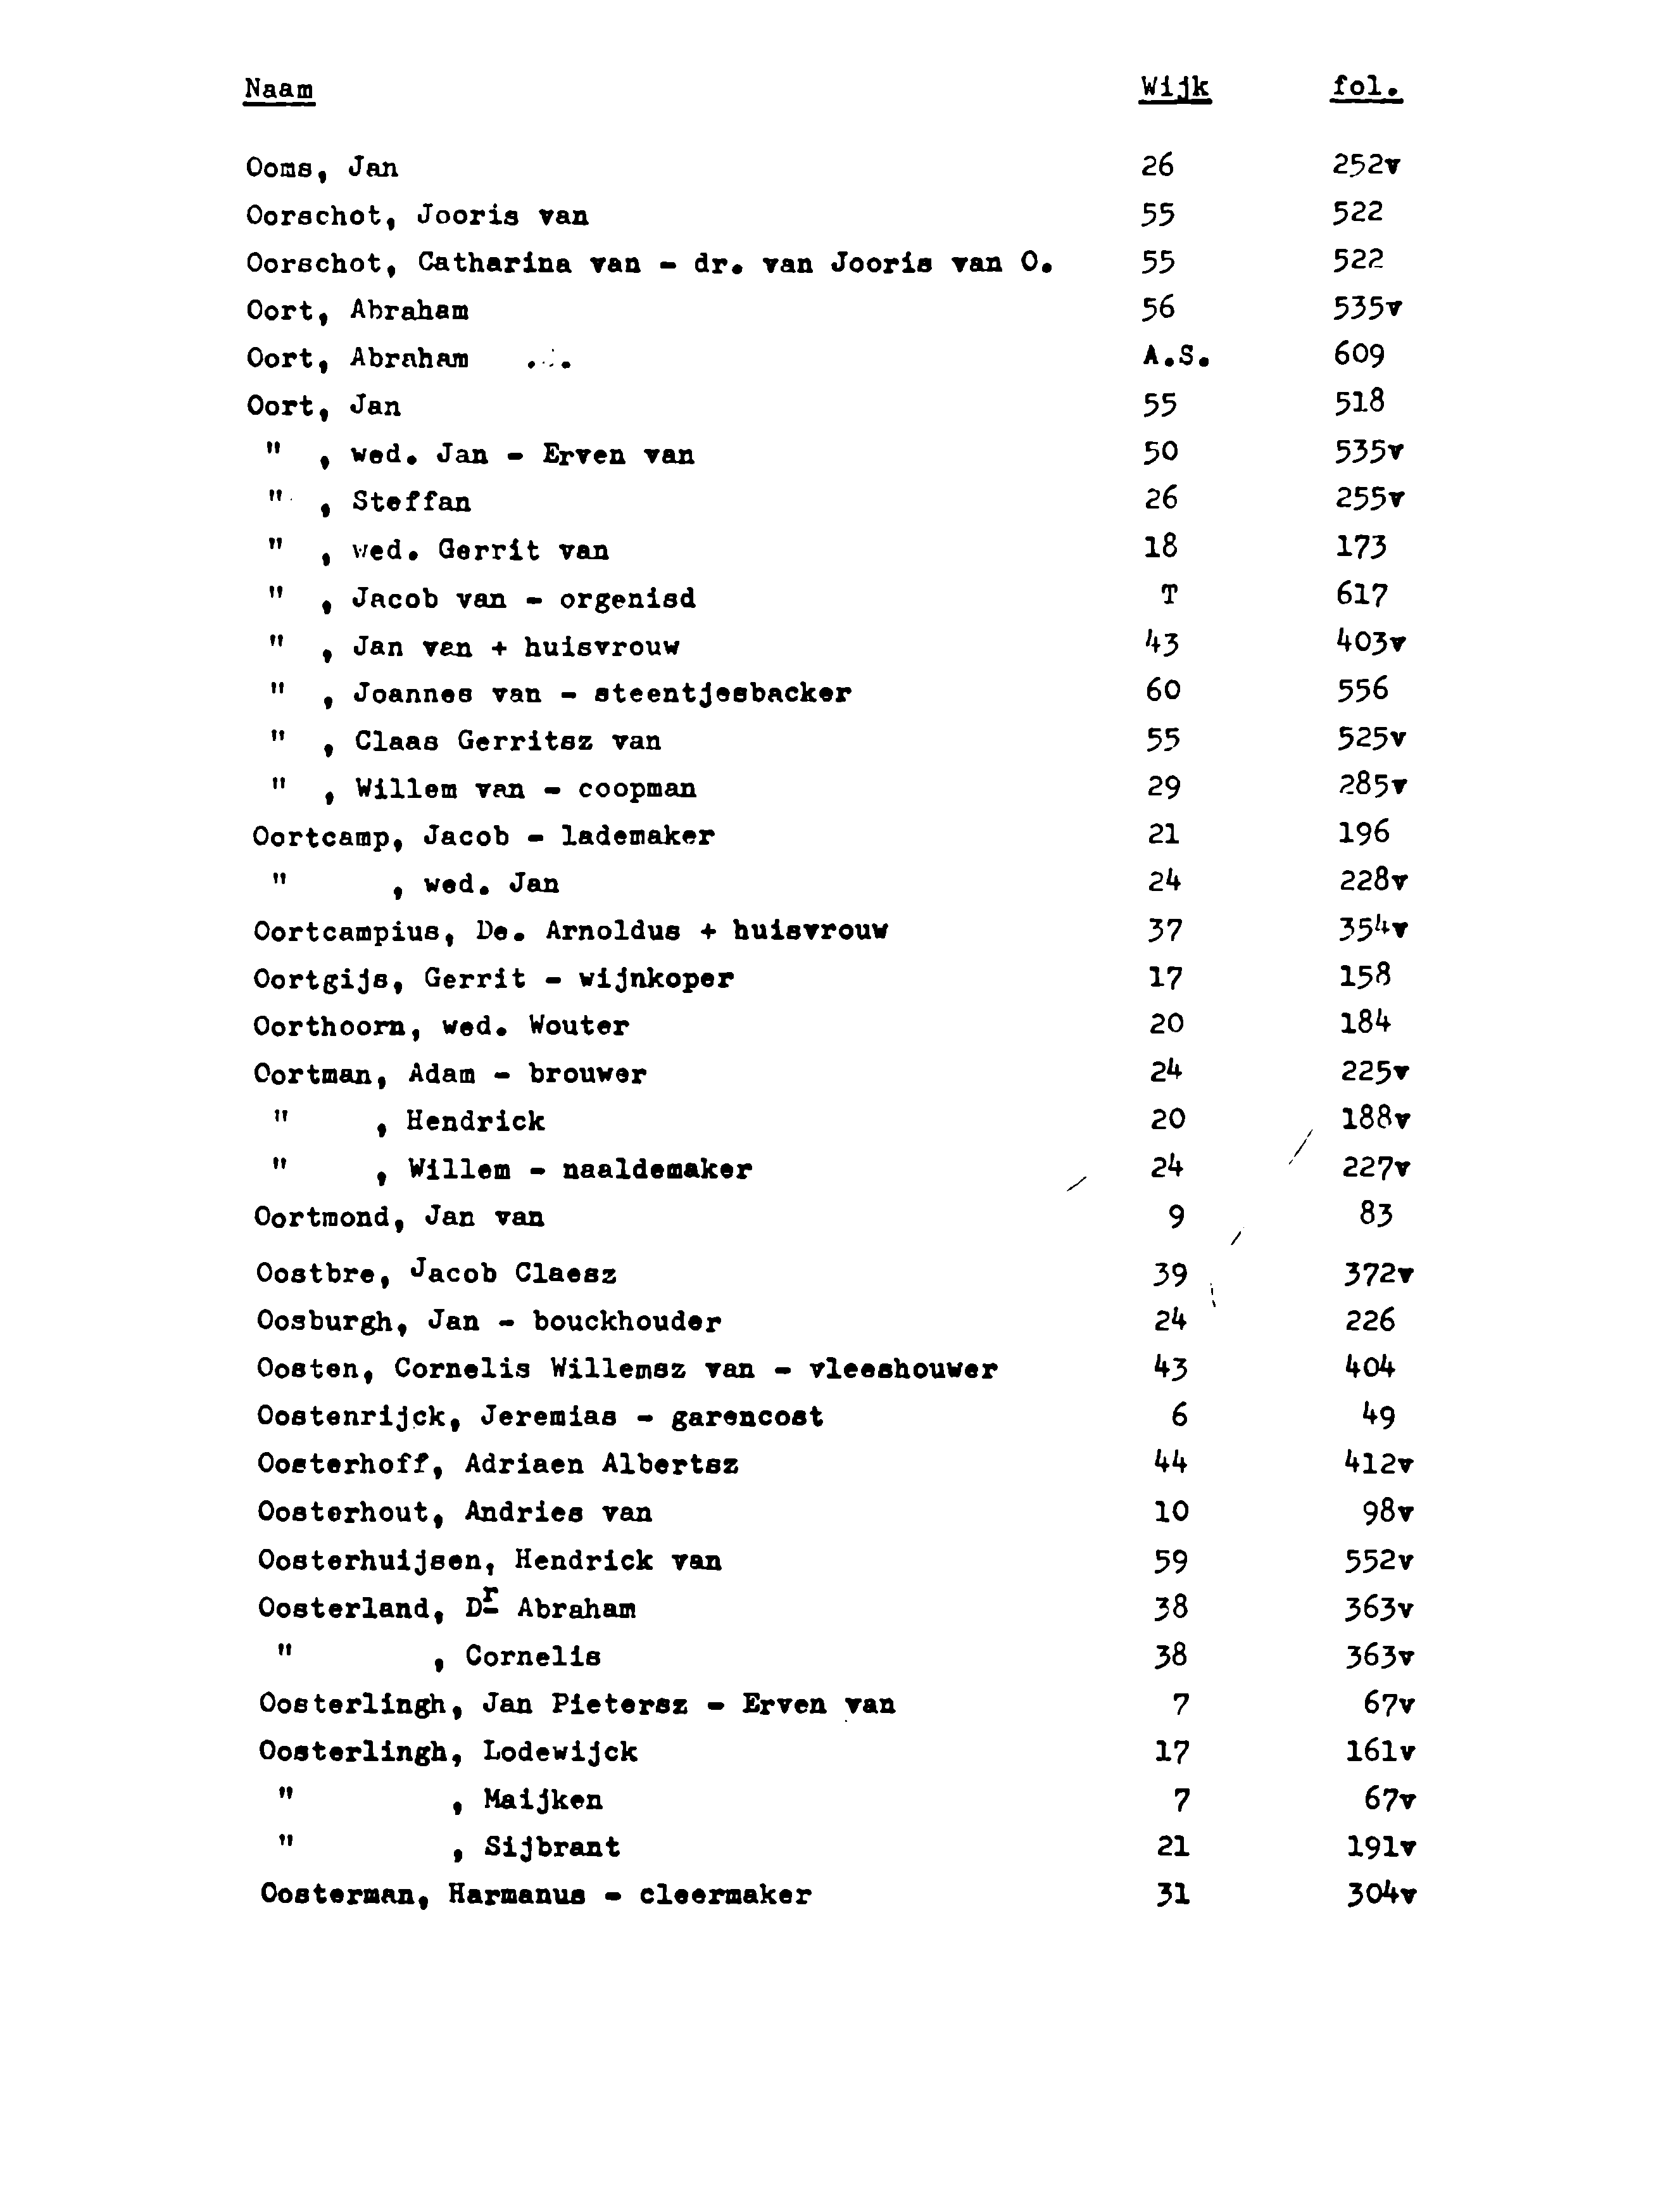 Naam Wijk fol.
Ooms, Jan 26 252v
Oorschot, Jooris van 55 522
Oorschot, Catharina van - dr. van Jooris van O. 55 522
Oort, Abraham 56 535v
Oort, Abraham A.S. 609
Oort, Jan 55 518
" , wed. Jan - Erven van 50 535v
" , Steffan 26 255v
" , wed. Gerrit van 18 173
" , Jacob van - orgenisd T 617
" , Jan van + huisvrouw 43 403v
" , Joannes van - steentjesbacker 60 556
" , Claas Gerritsz van 55 525v
" , Willem van - coopman 29 285v
Oortcamp, Jacob - lademaker 21 196
" , wed. Jan 24 228v
Oortcampius, De. Arnoldus + huisvrouw 37 354v
Oortgijs, Gerrit - wijnkoper 17 158
Oorthoorn, wed. Wouter 20 184
Oortman, Adam - brouwer 24 225v
" , Hendrick 20 188v
" , Willem - naaldemaker 24 227v
Oortmond, Jan van 9 83
Oostbre, Jacob Claesz 39 372v
Oosburgh, Jan - bouckhouder 24 226
Oosten, Cornelis Willemsz van - vleeshouwer 43 404
Oostenrijck, Jeremias - garencost 6 49
Oosterhoff, Adriaen Albertsz 44 412v
Oosterhout, Andries van 10 98v
Oosterhuijsen, Hendrick van 59 552v
Oosterland, Dr Abraham 38 363v
" , Cornelis 38 363v
Oosterlingh, Jan Pietersz - Erven van 7 67v
Oosterlingh, Lodewijck 17 161v
" , Maijken 7 67v
" , Sijbrant 21 191v
Oosterman, Harmanus - cleermaker 31 304v